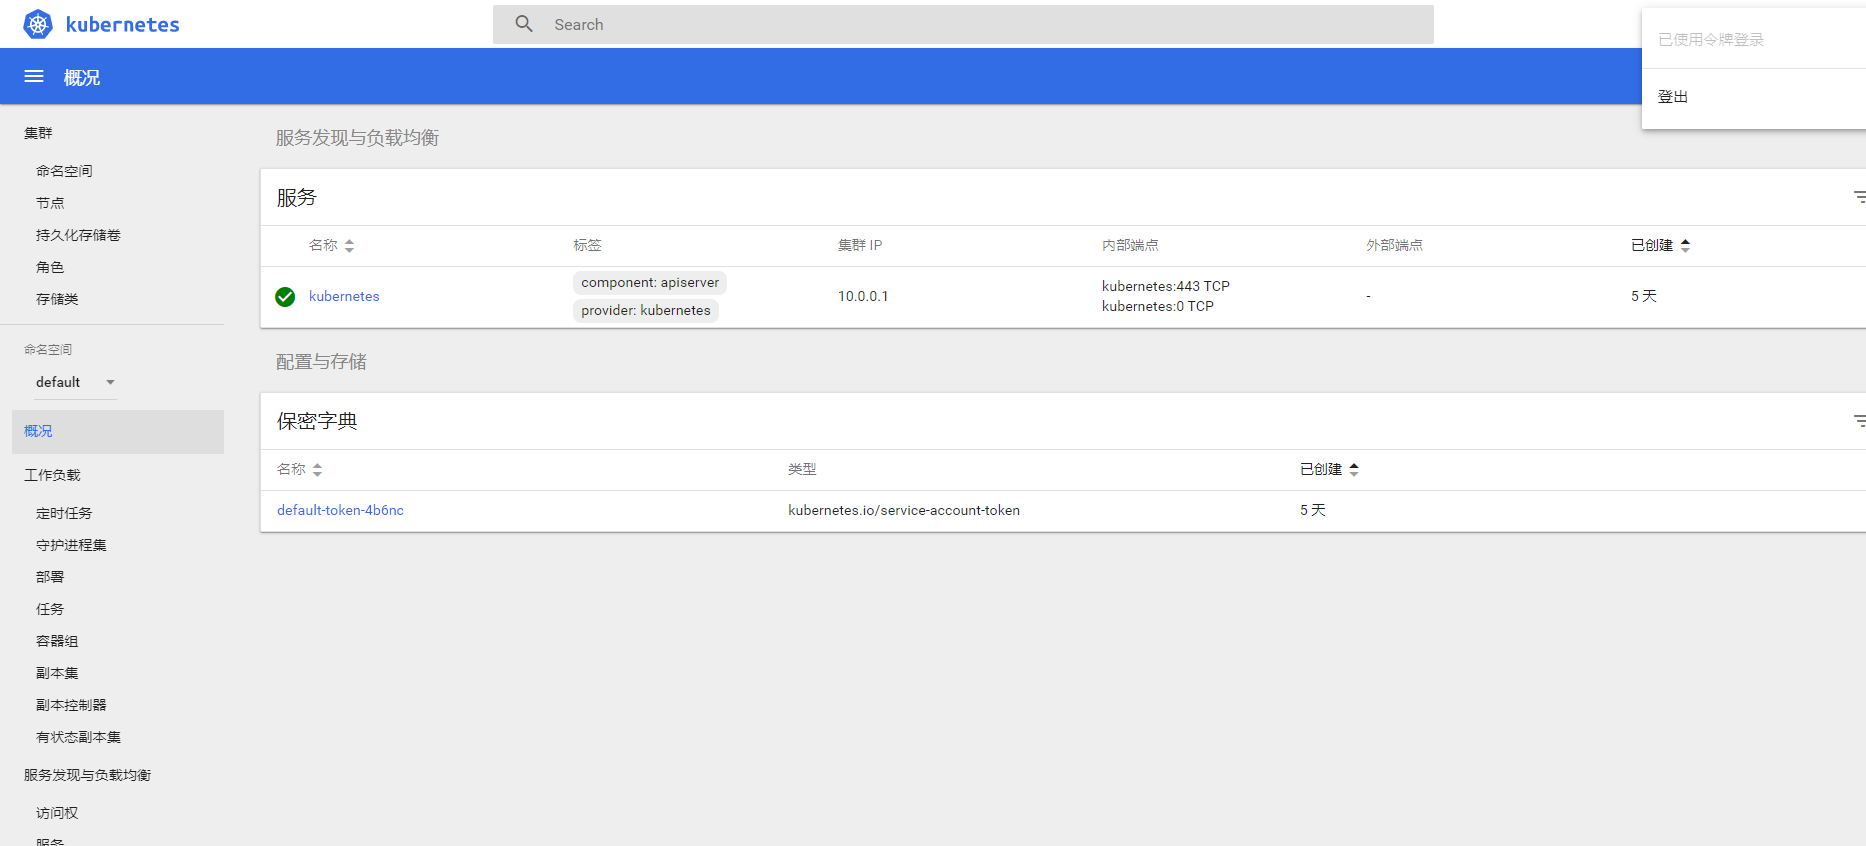 kubernetes
Search
已使用令牌登录
登出
概况
集群
命名空间
节点
持久化存储卷
角色
存储类
命名空间
default
概况
工作负载
定时任务
守护进程集
部署
任务
容器组
副本集
副本控制器
有状态副本集
服务发现与负载均衡
访问权
服务
服务发现与负载均衡
服务
名称 标签 集群 IP 内部端点 外部端点 已创建
kubernetes component: apiserver provider: kubernetes 10.0.0.1 kubernetes:443 TCP kubernetes:0 TCP - 5 天
配置与存储
保密字典
名称 类型 已创建
default-token-4b6nc kubernetes.io/service-account-token 5 天